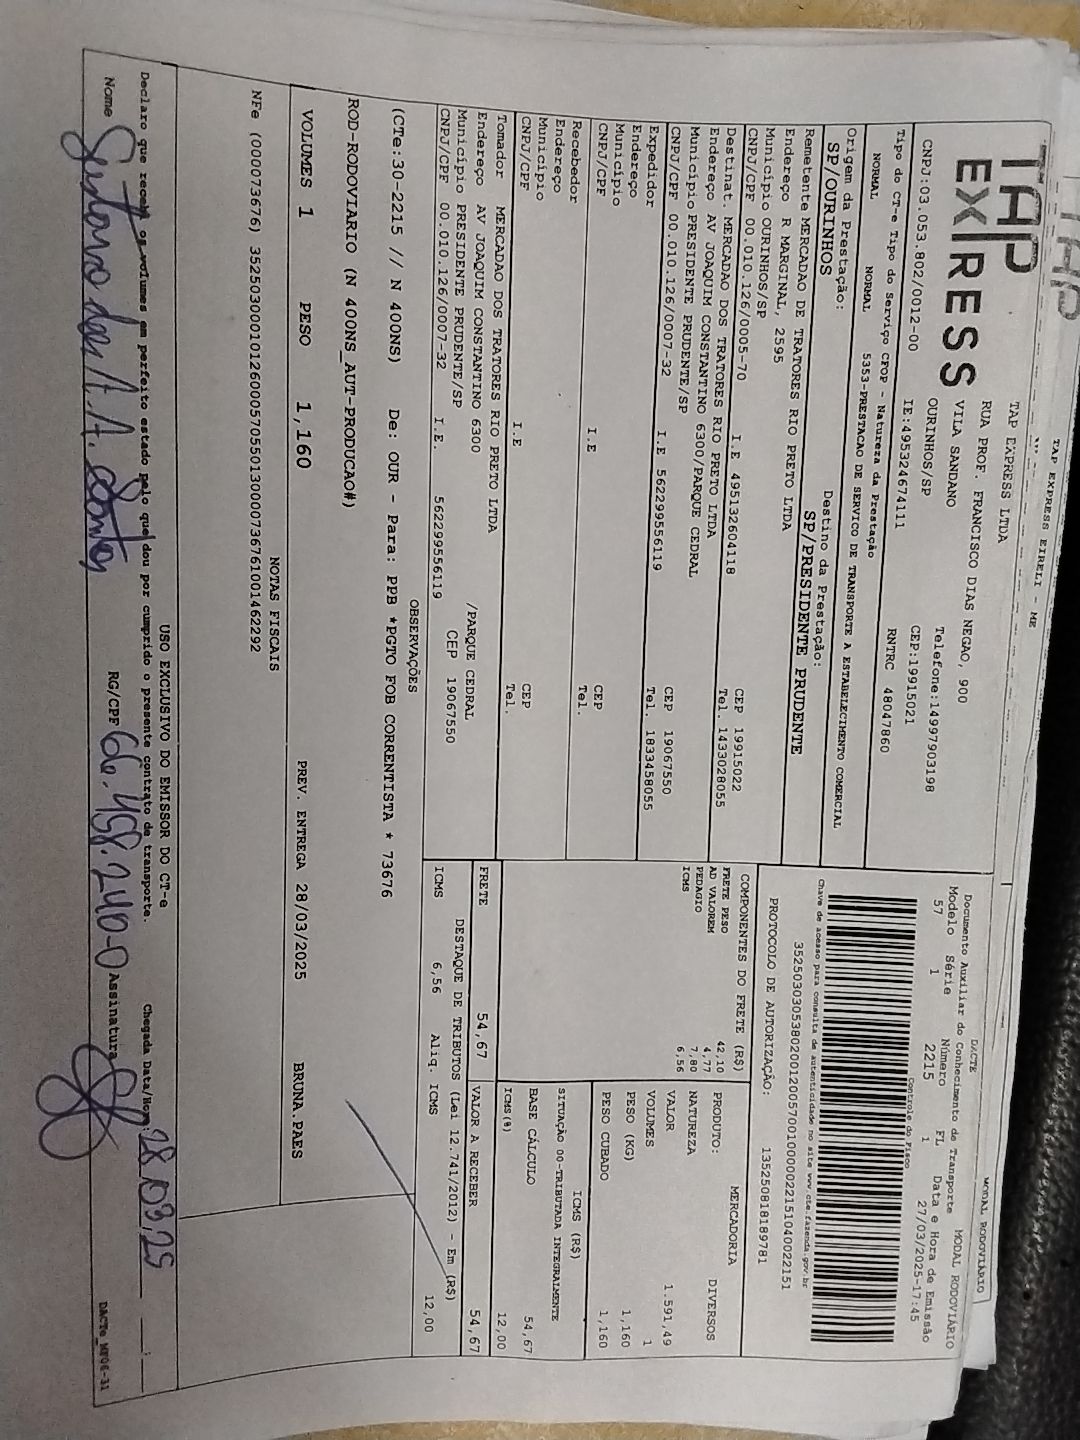 TAP EXPRESS EIRELI - ME
MODAL RODOVIÁRIO
TAP
EXPRESS
TAP EXPRESS LTDA
RUA PROF. FRANCISCO DIAS NEGAO, 900
VILA SANDANO
OURINHOS/SP
Telefone:14997903198
CEP:19915021
CNPJ:03.053.802/0012-00
IE:495324674111
RNTRC 48047860
DACTE
Documento Auxiliar do Conhecimento de Transporte
MODAL RODOVIÁRIO
Modelo Série Número FL Data e Hora de Emissão
57 1 2215 1 27/03/2025-17:45
Controle do Fisco
Chave de acesso para consulta de autenticidade no site www.cte.fazenda.gov.br
35250303053802001200570010000022151040022151
PROTOCOLO DE AUTORIZAÇÃO: 135250818189781
Tipo do CT-e Tipo do Serviço CFOP - Natureza da Prestação
NORMAL NORMAL 5353-PRESTACAO DE SERVICO DE TRANSPORTE A ESTABELECIMENTO COMERCIAL
Origem da Prestação: Destino da Prestação:
SP/OURINHOS SP/PRESIDENTE PRUDENTE
Remetente MERCADAO DE TRATORES RIO PRETO LTDA
Endereço R MARGINAL, 2595
Município OURINHOS/SP CEP 19915022
CNPJ/CPF 00.010.126/0005-70 I.E 495132604118 Tel. 1433028055
Destinat. MERCADAO DOS TRATORES RIO PRETO LTDA
Endereço AV JOAQUIM CONSTANTINO 6300/PARQUE CEDRAL
Município PRESIDENTE PRUDENTE/SP CEP 19067550
CNPJ/CPF 00.010.126/0007-32 I.E 562299556119 Tel. 1833458055
Expedidor
Endereço
Município CEP
CNPJ/CPF I.E Tel.
Recebedor
Endereço
Município CEP
CNPJ/CPF I.E Tel.
Tomador MERCADAO DOS TRATORES RIO PRETO LTDA
Endereço AV JOAQUIM CONSTANTINO 6300 /PARQUE CEDRAL
Município PRESIDENTE PRUDENTE/SP CEP 19067550
CNPJ/CPF 00.010.126/0007-32 I.E. 562299556119
COMPONENTES DO FRETE (R$)
FRETE PESO 42,10
AD VALOREM 4,77
PEDAGIO 7,80
ICMS 6,56
MERCADORIA
PRODUTO: DIVERSOS
NATUREZA
VALOR 1.591,49
VOLUMES 1
PESO (KG) 1,160
PESO CUBADO 1,160
ICMS (R$)
SITUAÇÃO 00-TRIBUTADA INTEGRALMENTE
BASE CÁLCULO 54,67
ICMS(%) 12,00
FRETE 54,67 VALOR A RECEBER 54,67
DESTAQUE DE TRIBUTOS (Lei 12.741/2012) - Em (R$)
ICMS 6,56 Aliq. ICMS 12,00
OBSERVAÇÕES
(CTe:30-2215 // N 400NS) De: OUR - Para: PPB *PGTO FOB CORRENTISTA * 73676
ROD-RODOVIARIO (N 400NS_AUT-PRODUCAO#)
VOLUMES 1 PESO 1,160 PREV. ENTREGA 28/03/2025 BRUNA.PAES
NOTAS FISCAIS
NFe (000073676) 35250300010126000570550130000736761001462292
USO EXCLUSIVO DO EMISSOR DO CT-e
Declaro que recebi os volumes em perfeito estado pelo que dou por cumprido o presente contrato de transporte. Chegada Data/Hora: 28.03,25
Nome RG/CPF 66.458.240-0 Assinatura
DACTe_MF06-31